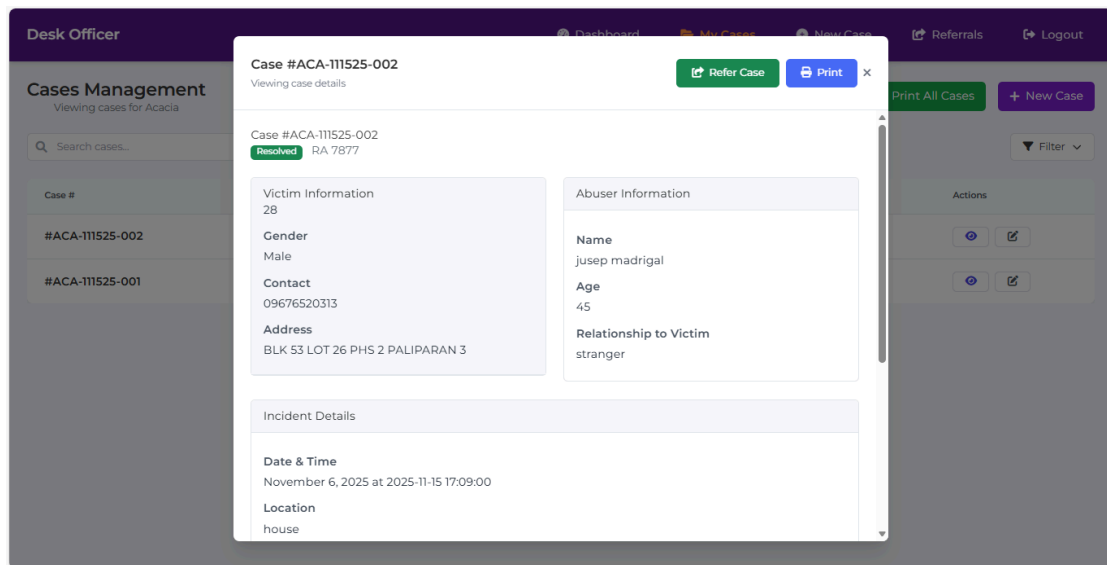 Desk Officer
Dashboard
My Cases
New Case
Referrals
Logout
Case #ACA-111525-002
Viewing case details
Refer Case
Print
×
Cases Management
Viewing cases for Acacia
Print All Cases
+ New Case
Search cases...
Filter
Case #
Actions
#ACA-111525-002
#ACA-111525-001
Case #ACA-111525-002
Resolved RA 7877
Victim Information
28
Gender
Male
Contact
09676520313
Address
BLK 53 LOT 26 PHS 2 PALIPARAN 3
Abuser Information
Name
jusep madrigal
Age
45
Relationship to Victim
stranger
Incident Details
Date & Time
November 6, 2025 at 2025-11-15 17:09:00
Location
house